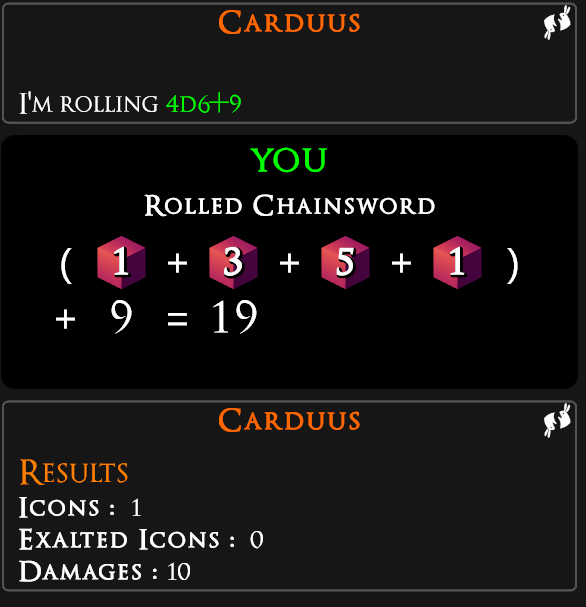 Carduus
I'm rolling 4d6+9
YOU
Rolled Chainsword
( 1 + 3 + 5 + 1 )
+ 9 = 19
Carduus
Results
Icons : 1
Exalted Icons : 0
Damages : 10